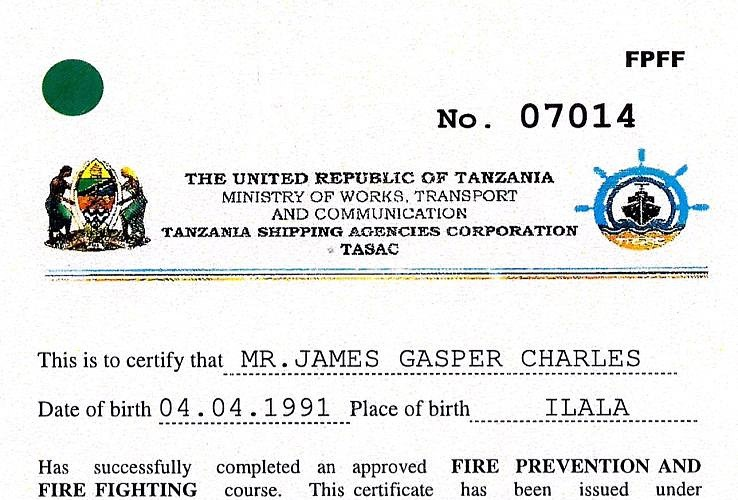 FPFF
No. 07014
THE UNITED REPUBLIC OF TANZANIA
MINISTRY OF WORKS, TRANSPORT
AND COMMUNICATION
TANZANIA SHIPPING AGENCIES CORPORATION
TASAC
This is to certify that MR.JAMES GASPER CHARLES
Date of birth 04.04.1991 Place of birth ILALA
Has successfully completed an approved FIRE PREVENTION AND
FIRE FIGHTING course. This certificate has been issued under